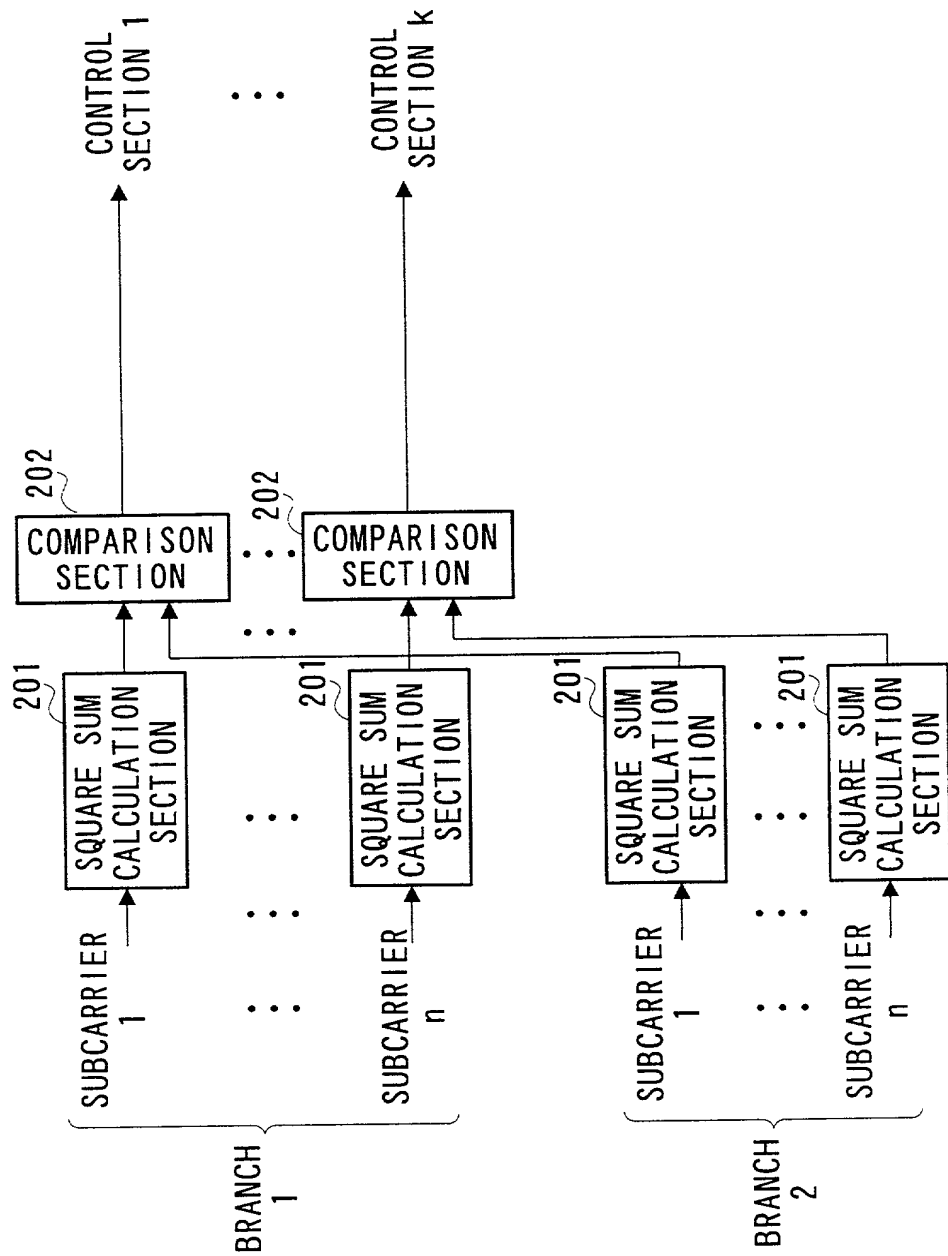 BRANCH
1
SUBCARRIER
1
201
SQUARE SUM
CALCULATION
SECTION
202
COMPARISON
SECTION
CONTROL
SECTION 1
SUBCARRIER
n
201
SQUARE SUM
CALCULATION
SECTION
202
COMPARISON
SECTION
CONTROL
SECTION k
BRANCH
2
SUBCARRIER
1
201
SQUARE SUM
CALCULATION
SECTION
SUBCARRIER
n
201
SQUARE SUM
CALCULATION
SECTION